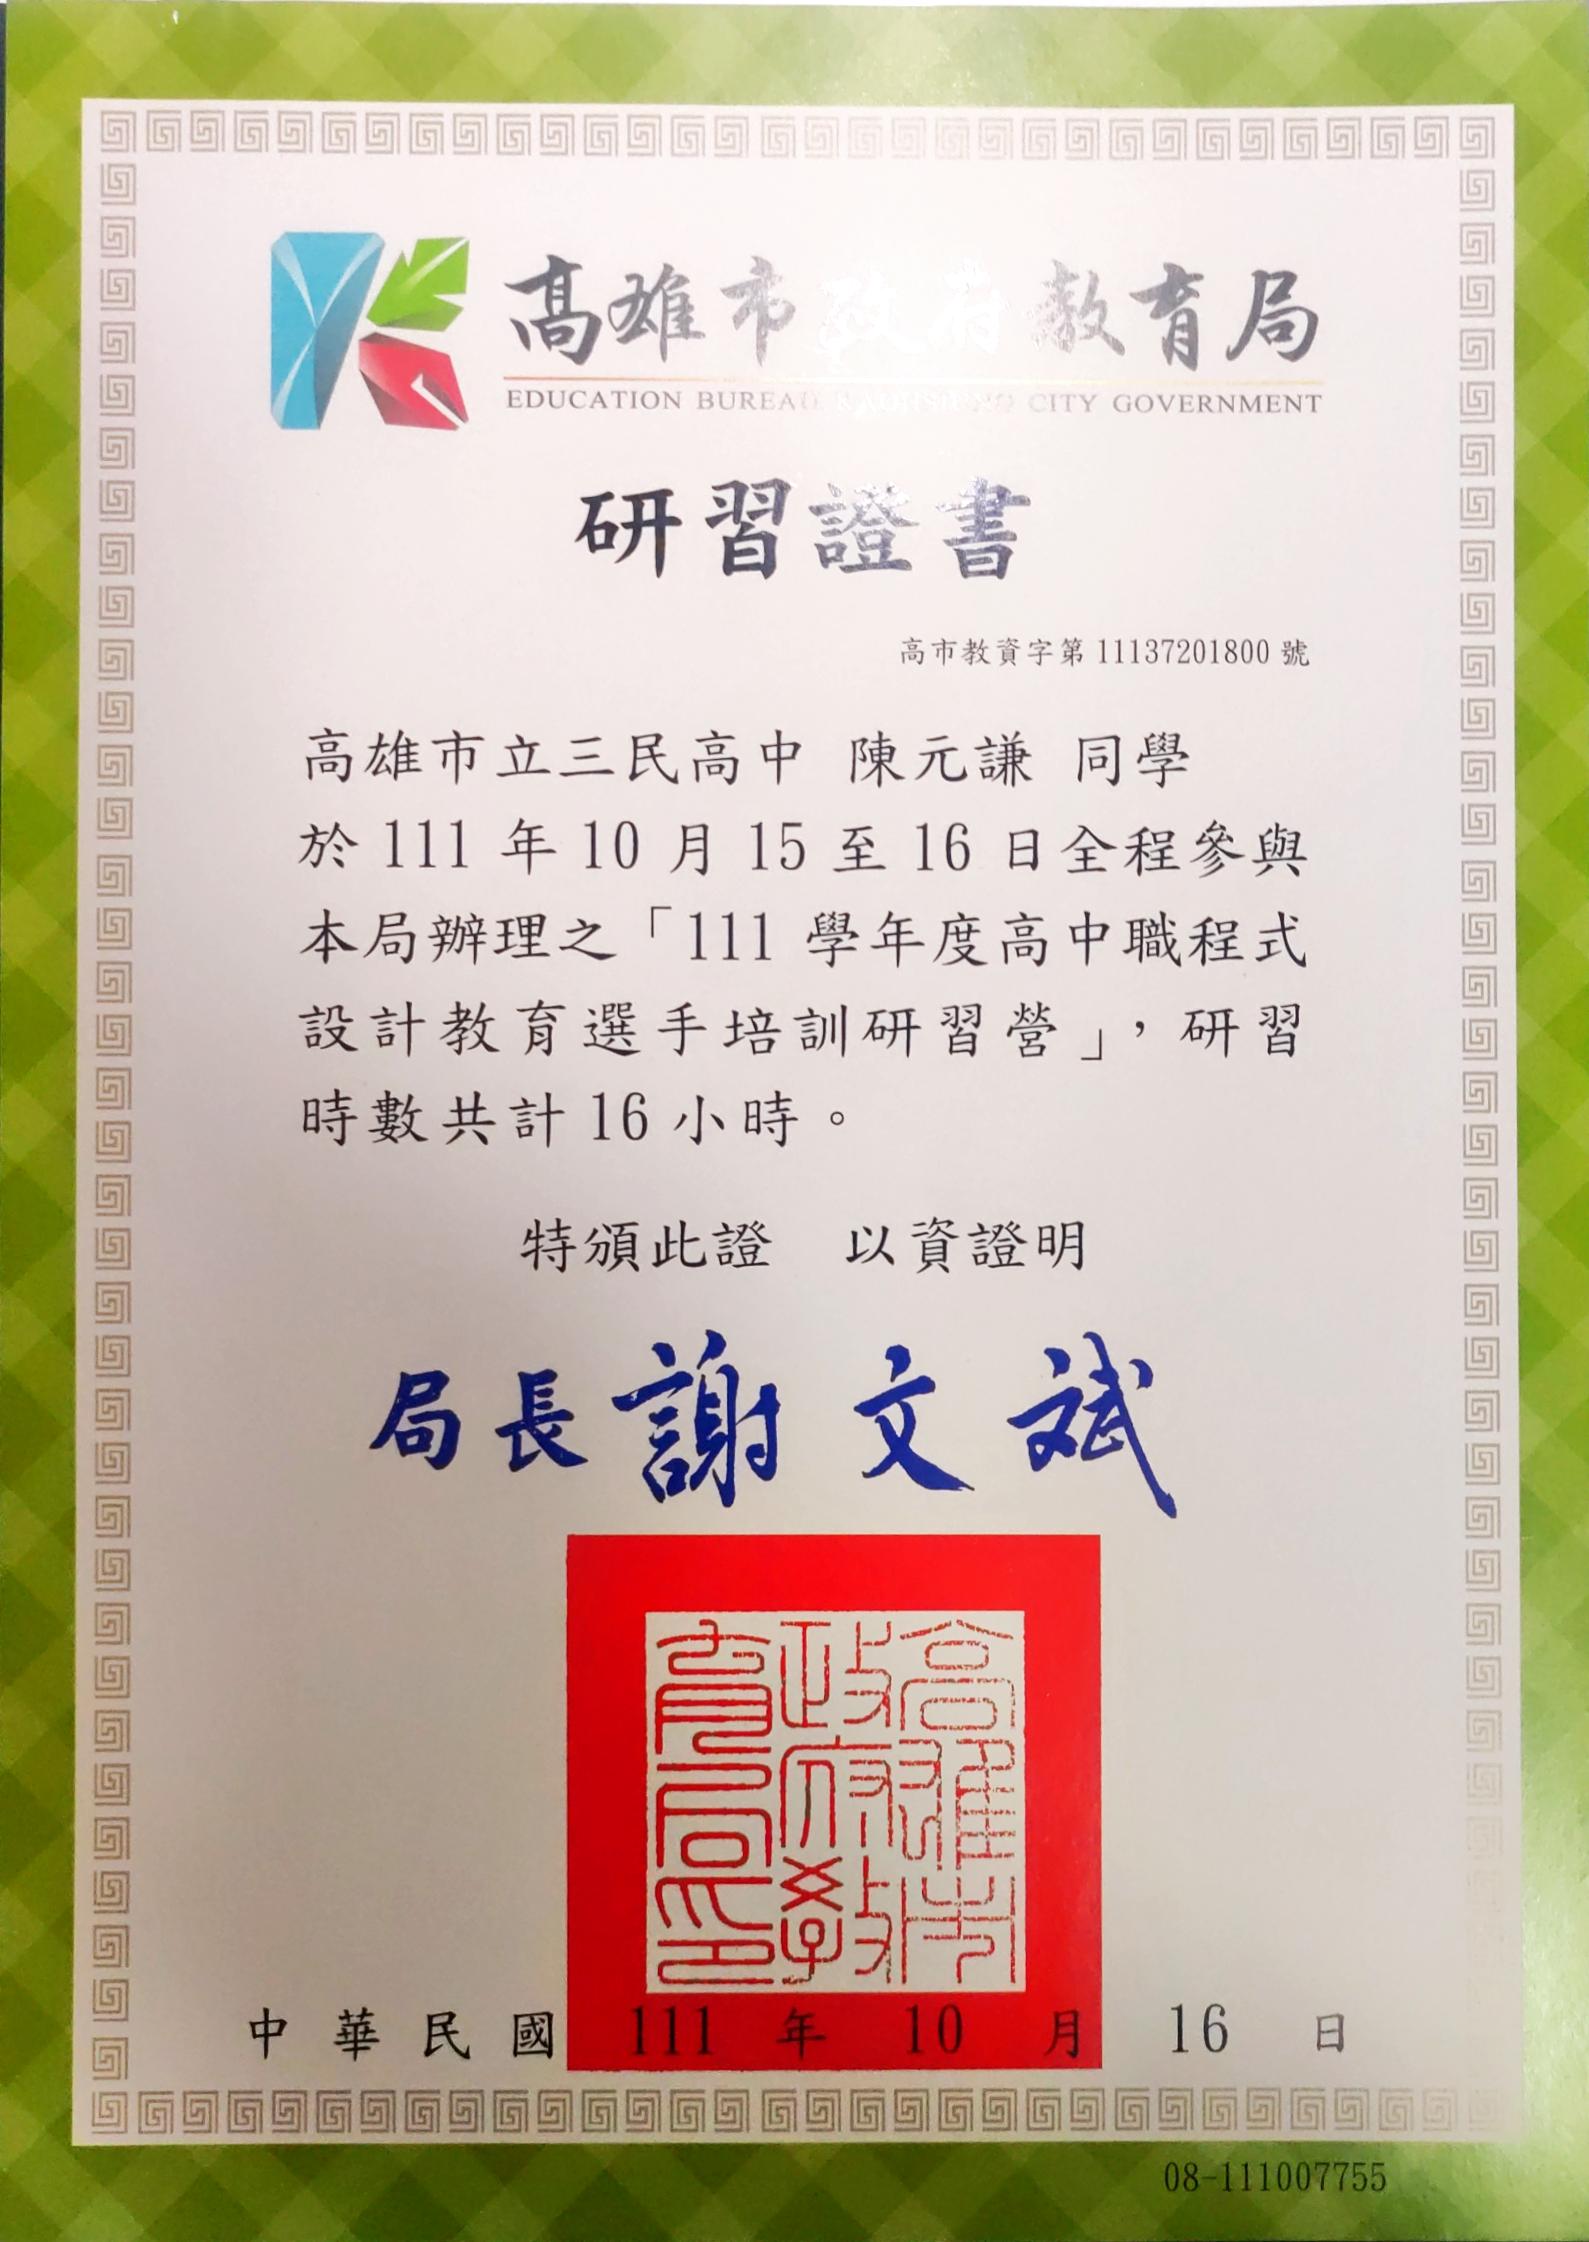 高雄市政府教育局
EDUCATION BUREAU KAOHSIUNG CITY GOVERNMENT
研習證書
高市教資字第 11137201800 號
高雄市立三民高中 陳元謙 同學
於 111 年 10 月 15 至 16 日全程參與
本局辦理之「111 學年度高中職程式
設計教育選手培訓研習營」，研習
時數共計 16 小時。
特頒此證 以資證明
局長 謝文斌
高雄市政府教育局印
中華民國 111 年 10 月 16 日
08-111007755